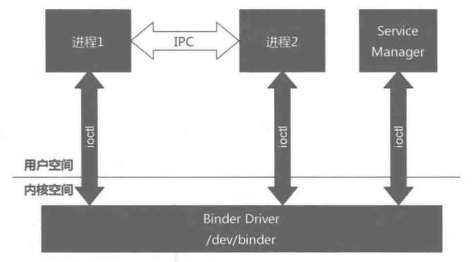 进程1
IPC
进程2
Service
Manager
ioctl
ioctl
ioctl
用户空间
内核空间
Binder Driver
/dev/binder